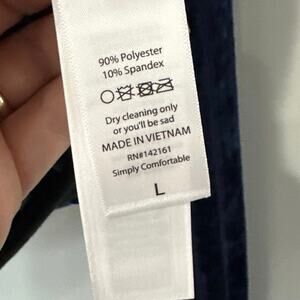 90% Polyester
10% Spandex
Dry cleaning only
or you'll be sad
MADE IN VIETNAM
RN#142161
Simply Comfortable
L